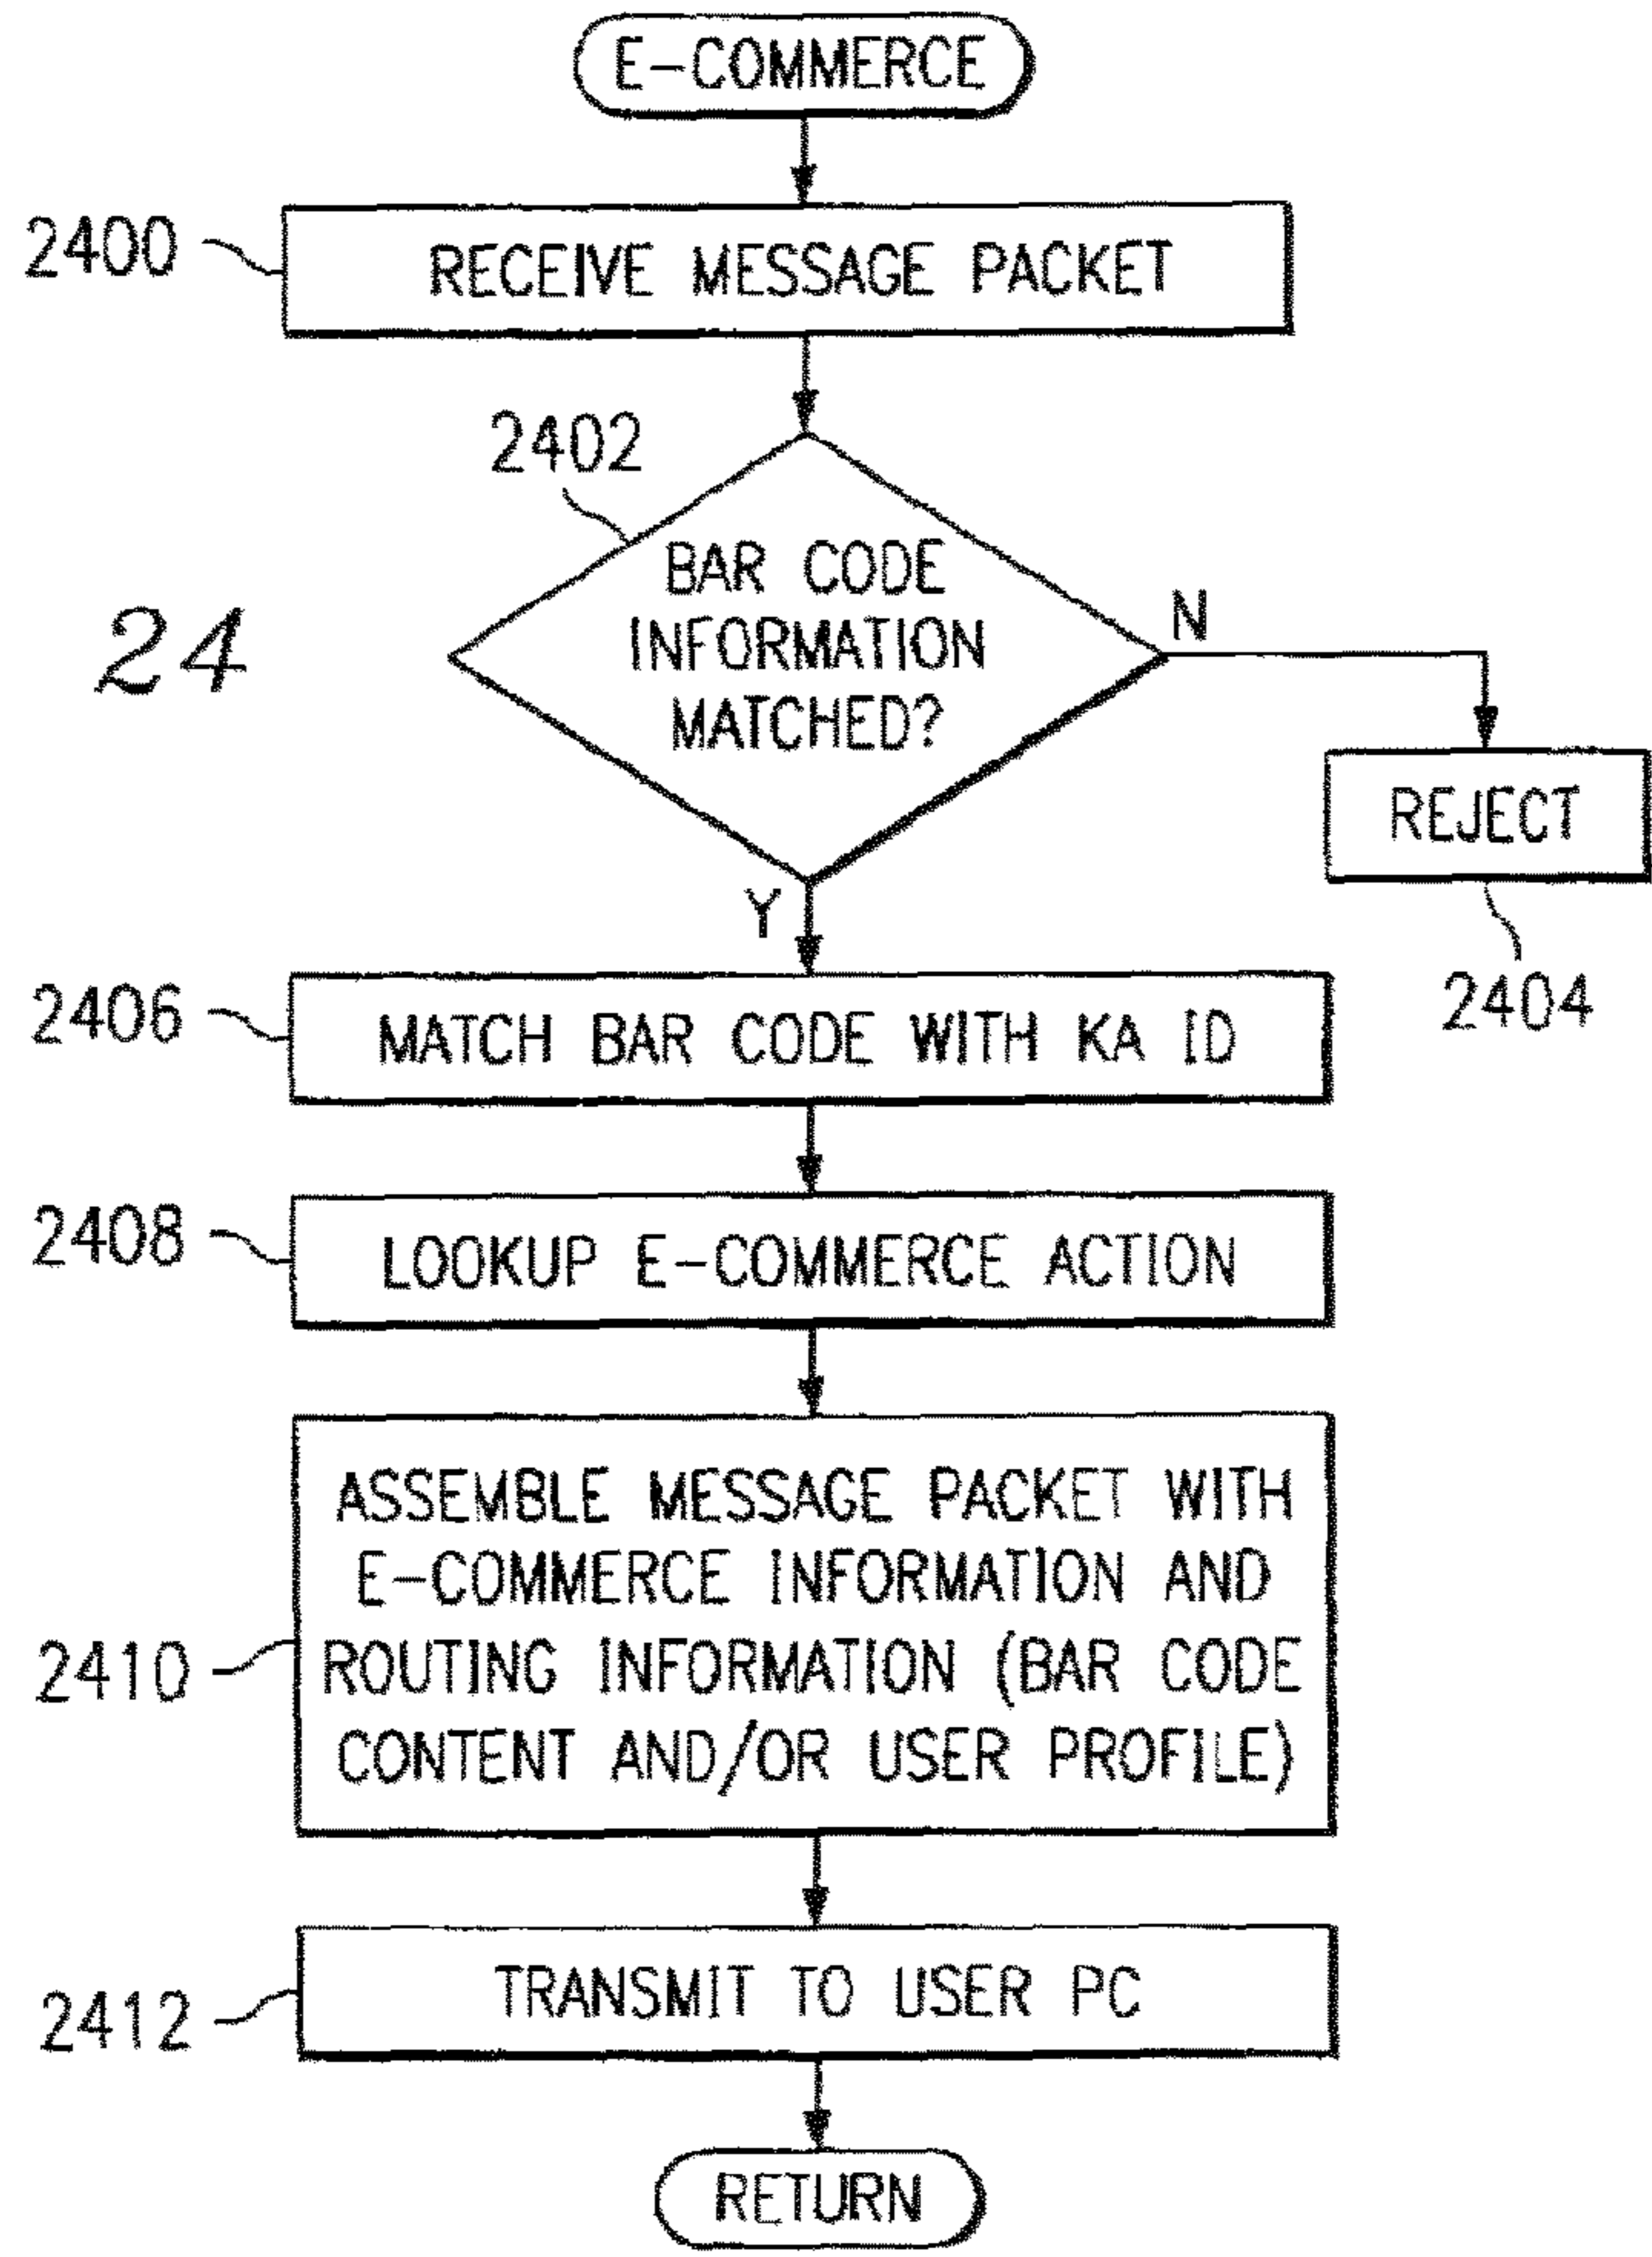 E-COMMERCE
2400
RECEIVE MESSAGE PACKET
2402
BAR CODE
INFORMATION
MATCHED?
24
N
REJECT
2404
Y
2406
MATCH BAR CODE WITH KA ID
2408
LOOKUP E-COMMERCE ACTION
ASSEMBLE MESSAGE PACKET WITH
E-COMMERCE INFORMATION AND
2410
ROUTING INFORMATION (BAR CODE
CONTENT AND/OR USER PROFILE)
2412
TRANSMIT TO USER PC
RETURN